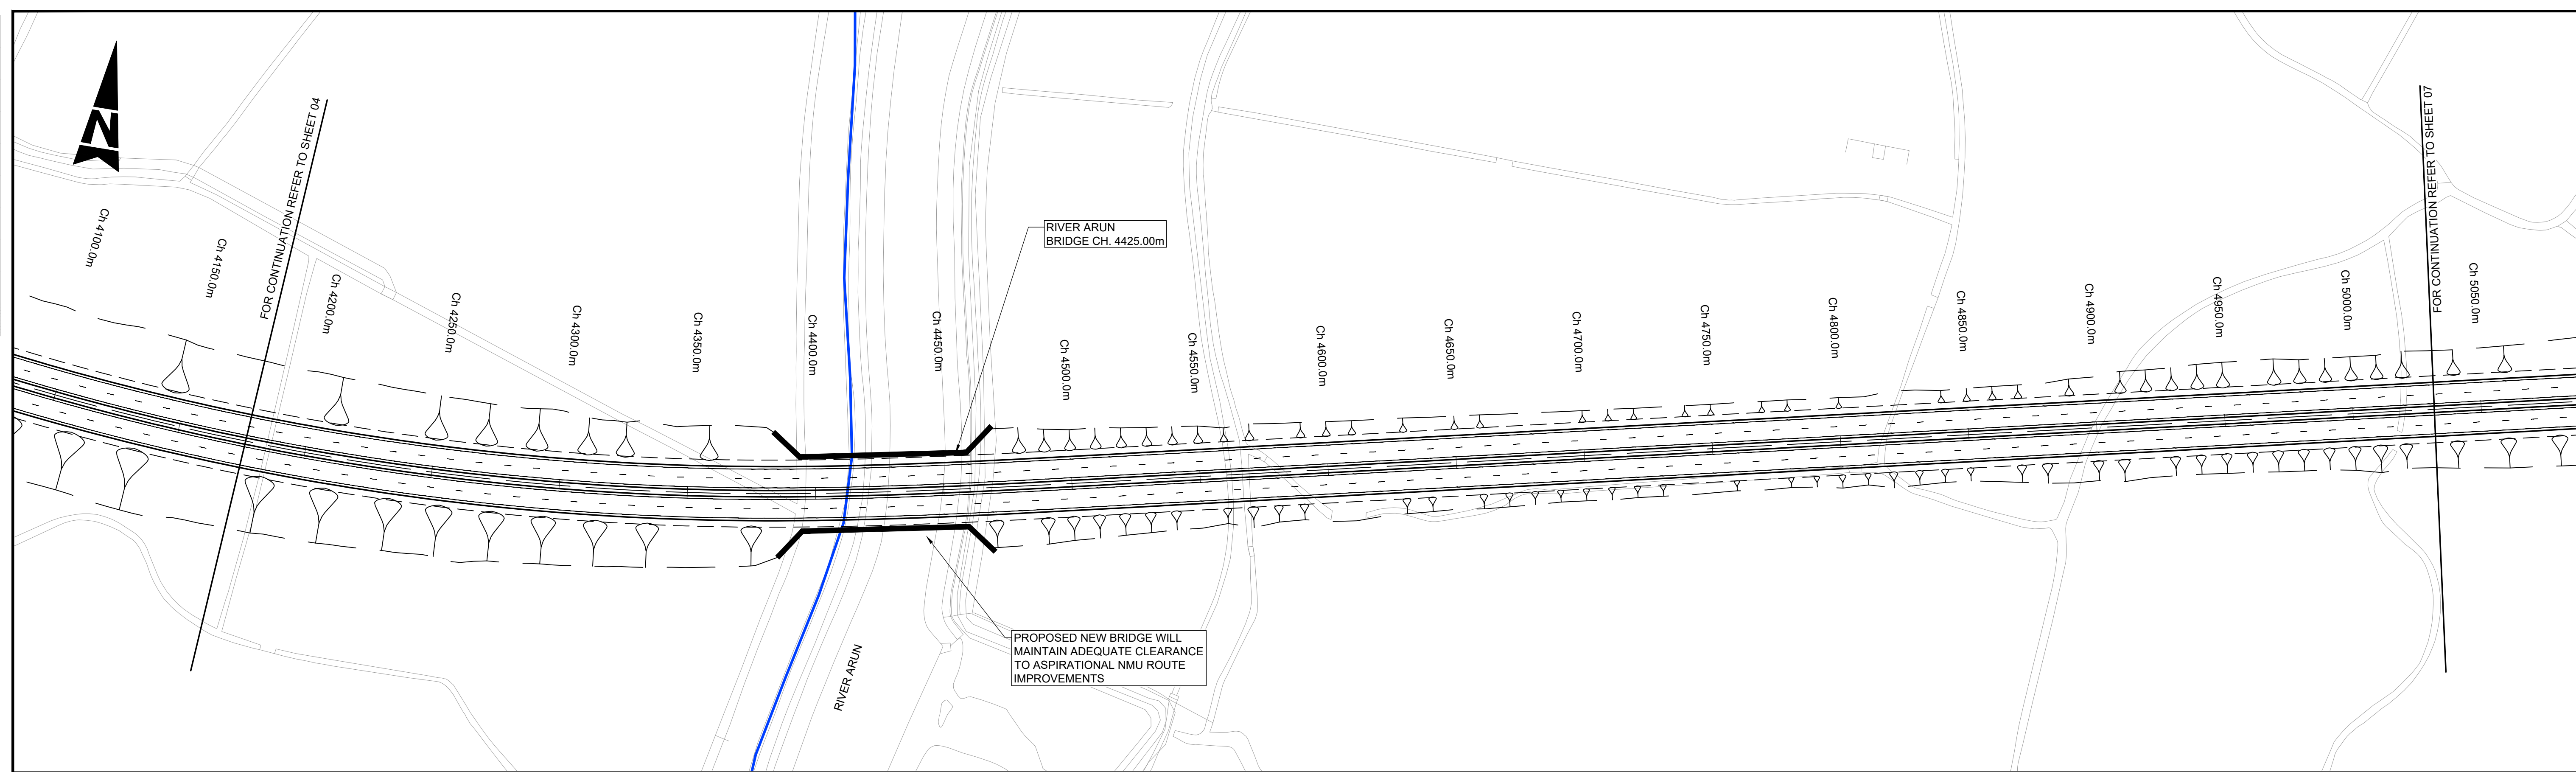 N
FOR CONTINUATION REFER TO SHEET 04
FOR CONTINUATION REFER TO SHEET 07
Ch 4100.0m
Ch 4150.0m
Ch 4200.0m
Ch 4250.0m
Ch 4300.0m
Ch 4350.0m
Ch 4400.0m
Ch 4450.0m
Ch 4500.0m
Ch 4550.0m
Ch 4600.0m
Ch 4650.0m
Ch 4700.0m
Ch 4750.0m
Ch 4800.0m
Ch 4850.0m
Ch 4900.0m
Ch 4950.0m
Ch 5000.0m
Ch 5050.0m
RIVER ARUN
BRIDGE CH. 4425.00m
PROPOSED NEW BRIDGE WILL
MAINTAIN ADEQUATE CLEARANCE
TO ASPIRATIONAL NMU ROUTE
IMPROVEMENTS
RIVER ARUN